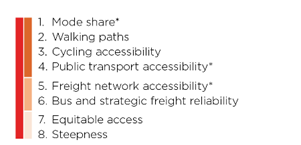 1. Mode share*
2. Walking paths
3. Cycling accessibility
4. Public transport accessibility*
5. Freight network accessibility*
6. Bus and strategic freight reliability
7. Equitable access
8. Steepness